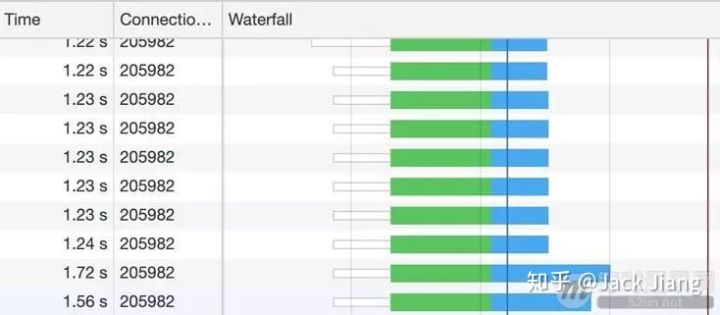 Time Connectio... Waterfall
1.22 s 205982
1.22 s 205982
1.23 s 205982
1.23 s 205982
1.23 s 205982
1.23 s 205982
1.23 s 205982
1.24 s 205982
1.72 s 205982
知乎 @Jack Jiang
1.56 s 205982
52im.net